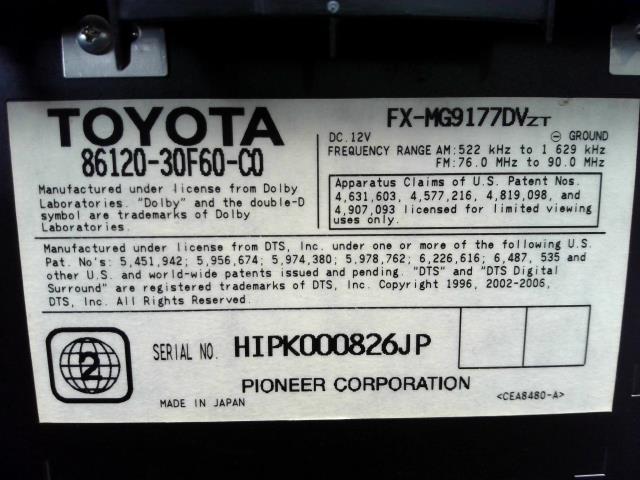 TOYOTA
86120-30F60-C0
FX-MG9177DVZT
DC.12V ⊖ GROUND
FREQUENCY RANGE AM:522 kHz to 1 629 kHz
FM:76.0 MHz to 90.0 MHz
Manufactured under license from Dolby
Laboratories. "Dolby" and the double-D
symbol are trademarks of Dolby
Laboratories.
Apparatus Claims of U.S. Patent Nos.
4,631,603, 4,577,216, 4,819,098, and
4,907,093 licensed for limited viewing
uses only.
Manufactured under license from DTS, Inc. under one or more of the following U.S.
Pat. No's: 5,451,942; 5,956,674; 5,974,380; 5,978,762; 6,226,616; 6,487, 535 and
other U.S. and world-wide patents issued and pending. "DTS" and "DTS Digital
Surround" are registered trademarks of DTS, Inc. Copyright 1996, 2002-2006,
DTS, Inc. All Rights Reserved.
2
SERIAL NO. HIPK000826JP
PIONEER CORPORATION
MADE IN JAPAN
<CEA8480-A>